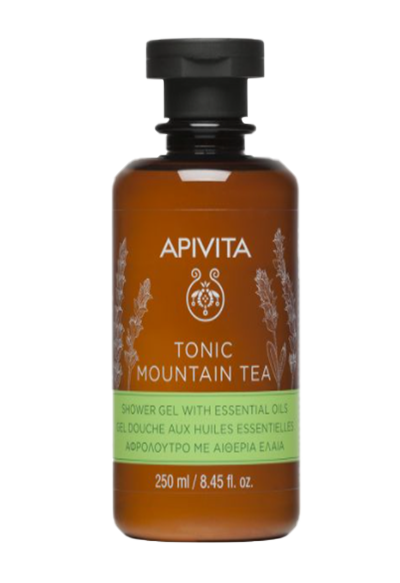 APIVITA
TONIC
MOUNTAIN TEA
SHOWER GEL WITH ESSENTIAL OILS
GEL DOUCHE AUX HUILES ESSENTIELLES
ΑΦΡΟΛΟΥΤΡΟ ΜΕ ΑΙΘΕΡΙΑ ΕΛΑΙΑ
250 ml / 8.45 fl. oz.